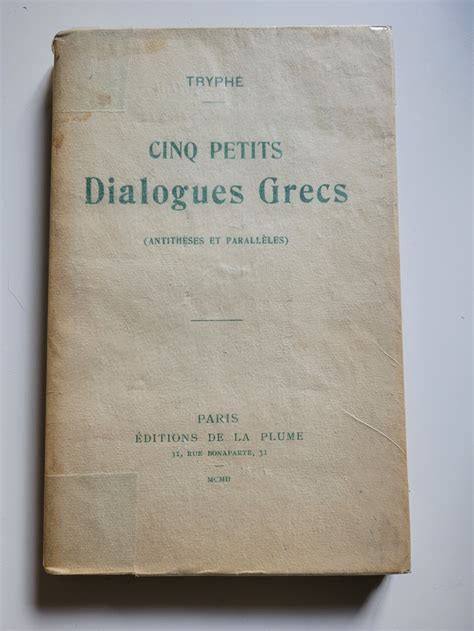 TRYPHÉ
CINQ PETITS
Dialogues Grecs
(ANTITHÈSES ET PARALLÈLES)
PARIS
ÉDITIONS DE LA PLUME
31, RUE BONAPARTE, 31
MCMII